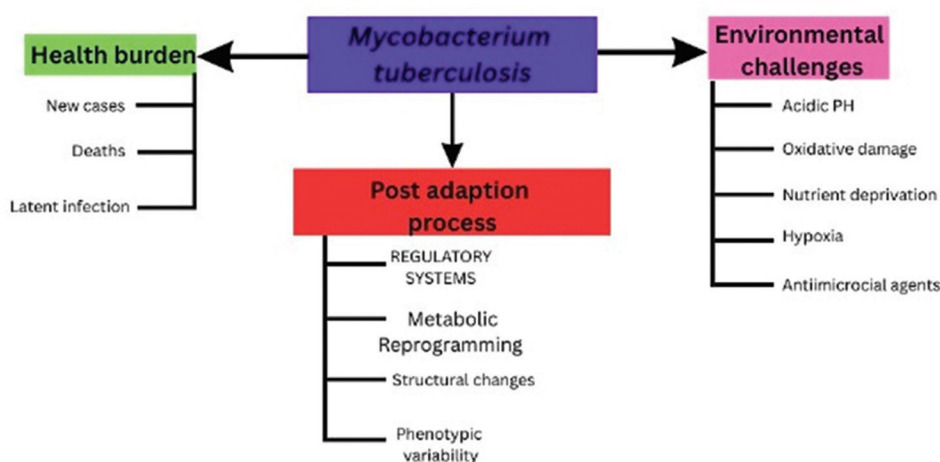 Mycobacterium
tuberculosis
Health burden
New cases
Deaths
Latent infection
Post adaption
process
REGULATORY
SYSTEMS
Metabolic
Reprogramming
Structural changes
Phenotypic
variability
Environmental
challenges
Acidic PH
Oxidative damage
Nutrient deprivation
Hypoxia
Antiimicrocial agents